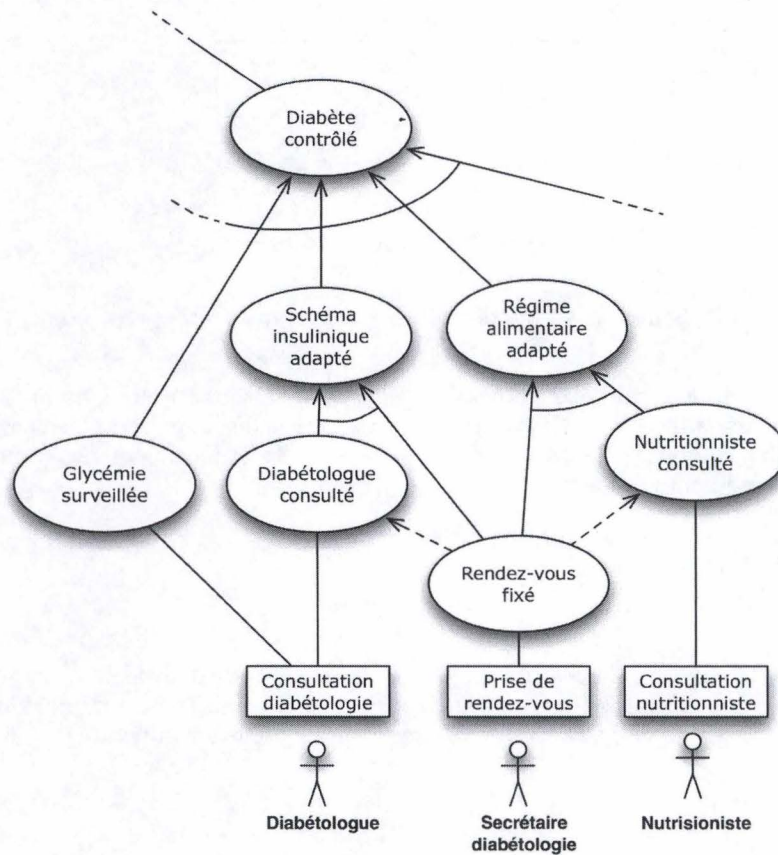 Diabète
contrôlé
Schéma
insulinique
adapté
Régime
alimentaire
adapté
Glycémie
surveillée
Diabétologue
consulté
Nutritionniste
consulté
Rendez-vous
fixé
Consultation
diabétologie
Prise de
rendez-vous
Consultation
nutritionniste
Diabétologue
Secrétaire
diabétologie
Nutrisioniste